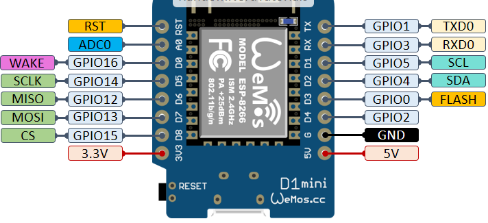 RST RST TX GPIO1 TXD0
ADC0 A0 RX GPIO3 RXD0
WAKE GPIO16 D0 D1 GPIO5 SCL
SCLK GPIO14 D5 D2 GPIO4 SDA
MISO GPIO12 D6 D3 GPIO0 FLASH
MOSI GPIO13 D7 D4 GPIO2
CS GPIO15 D8 G GND
3.3V 3V3 5V 5V
WeMos
MODEL ESP-8266
ISM 2.4GHz
PA +25dBm
802.11b/g/n
FC
RESET
D1 mini
WeMos.cc